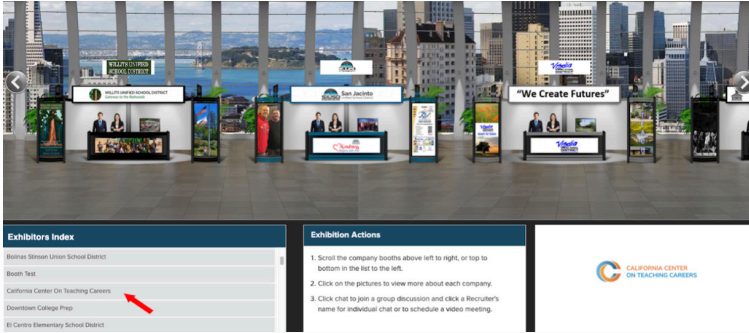 WILLITS UNIFIED
SCHOOL DISTRICT
WILLITS UNIFIED SCHOOL DISTRICT
San Jacinto
Visalia
"We Create Futures"
Visalia
Exhibitors Index
Bolinas Stinson Union School District
Booth Test
California Center On Teaching Careers
Downtown College Prep
El Centro Elementary School District
Exhibition Actions
1. Scroll the company booths above left to right, or top to
bottom in the list to the left.
2. Click on the pictures to view more about each company.
3. Click chat to join a group discussion and click a Recruiter's
name for individual chat or to schedule a video meeting.
CALIFORNIA CENTER
ON TEACHING CAREERS